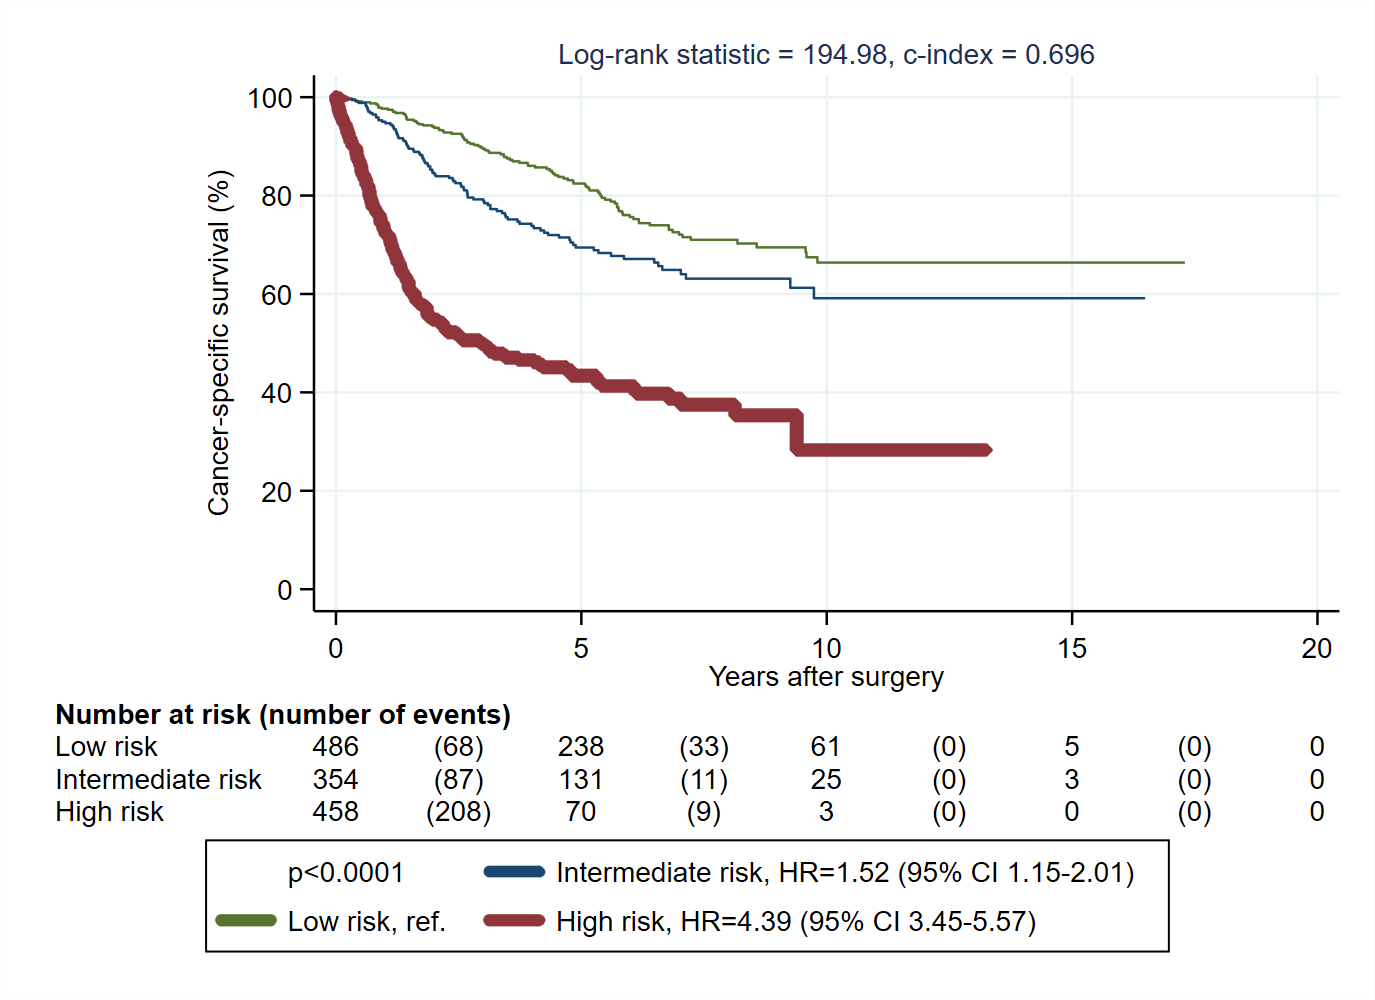 Log-rank statistic = 194.98, c-index = 0.696
Cancer-specific survival (%)
100
80
60
40
20
0
0 5 10 15 20
Years after surgery
Number at risk (number of events)
Low risk 486 (68) 238 (33) 61 (0) 5 (0) 0
Intermediate risk 354 (87) 131 (11) 25 (0) 3 (0) 0
High risk 458 (208) 70 (9) 3 (0) 0 (0) 0
p<0.0001 Intermediate risk, HR=1.52 (95% CI 1.15-2.01)
Low risk, ref. High risk, HR=4.39 (95% CI 3.45-5.57)